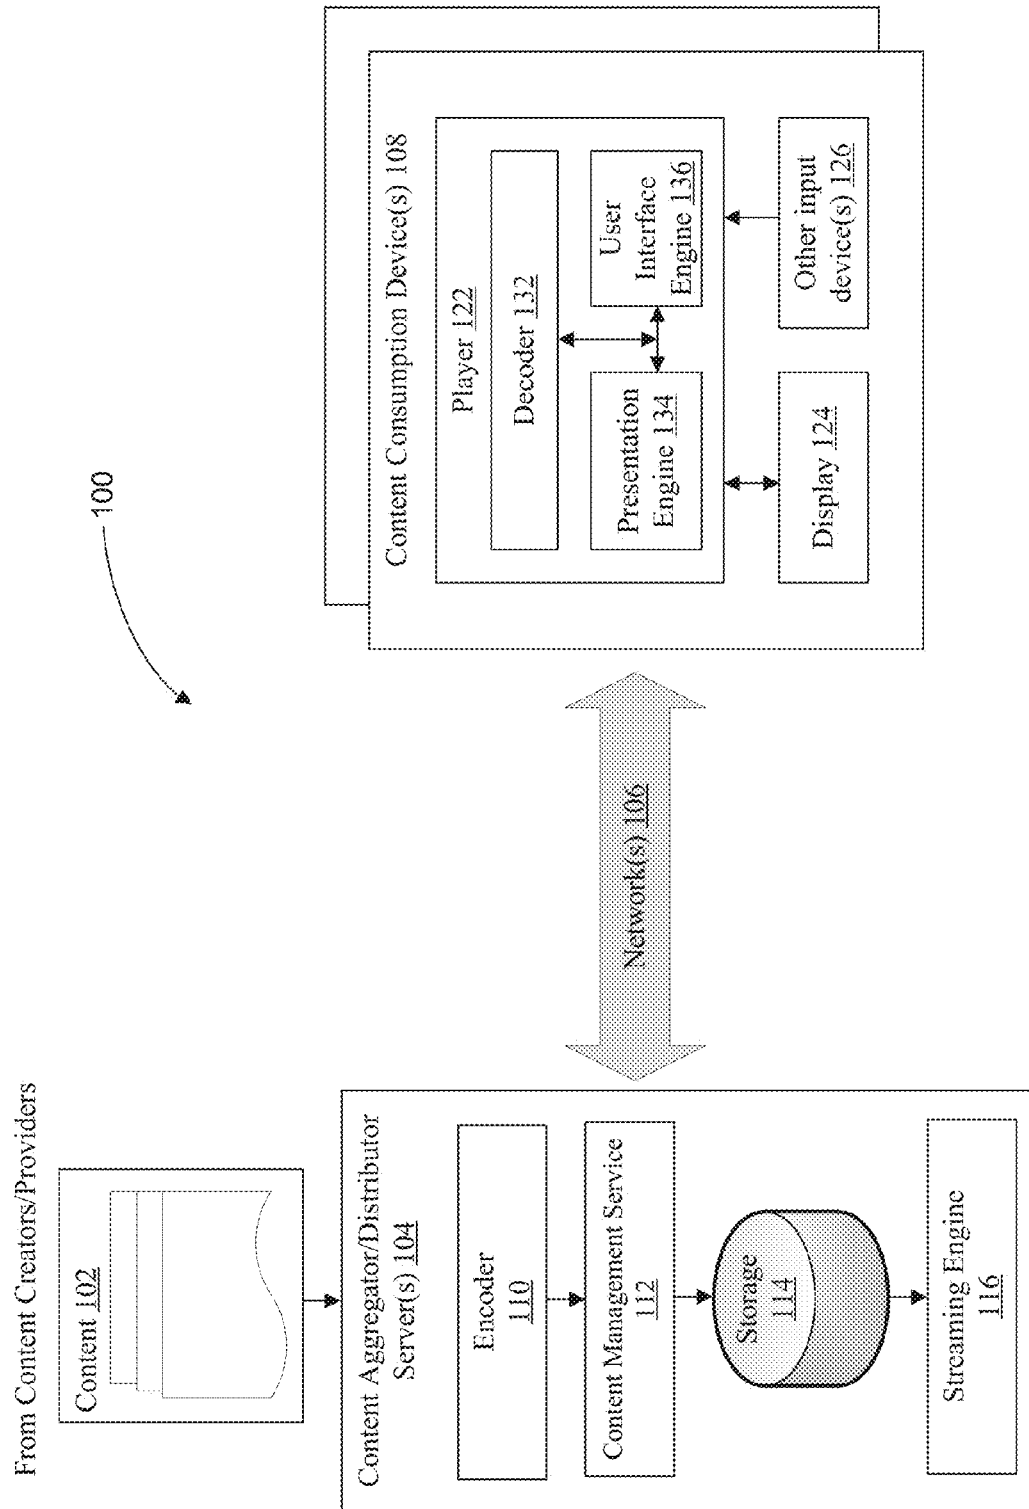 From Content Creators/Providers
Content 102
Content Aggregator/Distributor
Server(s) 104
Encoder
110
Content Management Service
112
Storage
114
Streaming Engine
116
Network(s) 106
100
Content Consumption Device(s) 108
Player 122
Decoder 132
Presentation
Engine 134
User
Interface
Engine 136
Display 124
Other input
device(s) 126